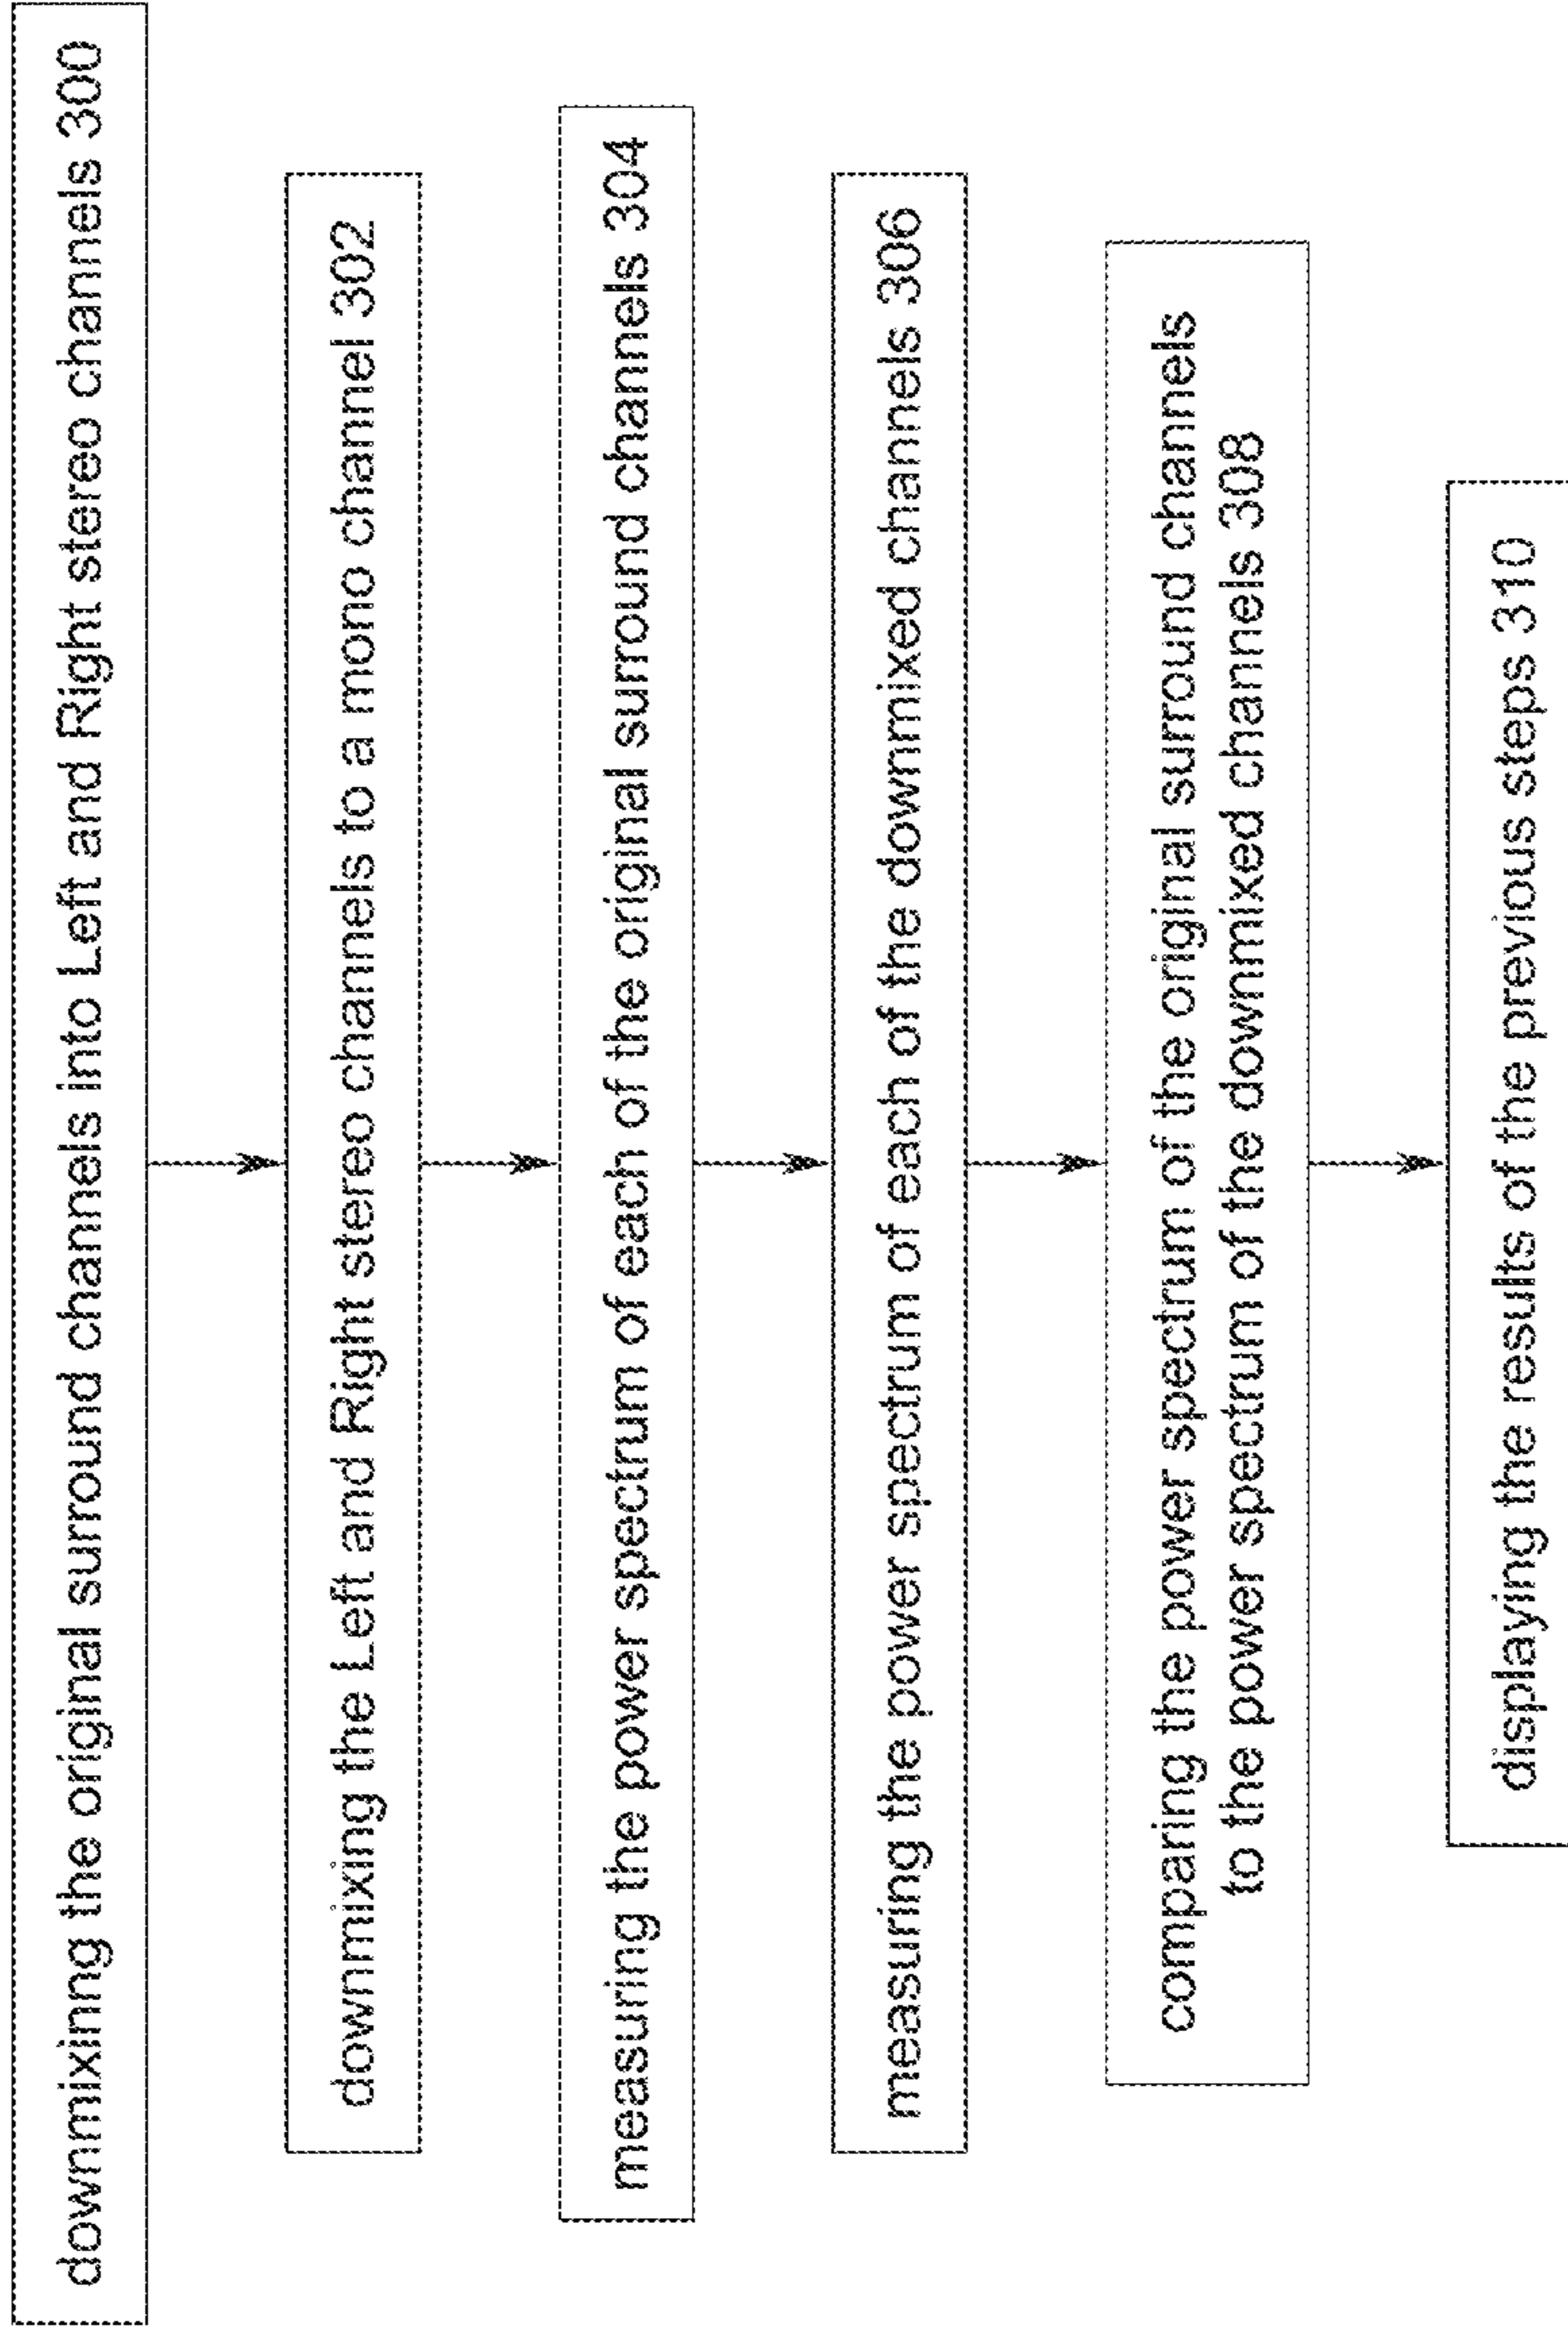 downmixinng the original surround channels into Left and Right stereo channels 300
downmixing the Left and Right stereo channels to a mono channel 302
measuring the power spectrum of each of the original surround channels 304
measuring the power spectrum of each of the downmixed channels 306
comparing the power spectrum of the original surround channels
to the power spectrum of the downmixed channels 308
displaying the results of the previous steps 310